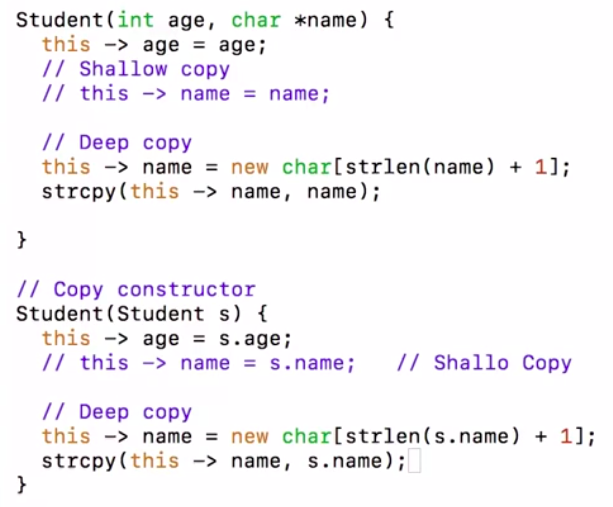 Student(int age, char *name) {
this -> age = age;
// Shallow copy
// this -> name = name;
// Deep copy
this -> name = new char[strlen(name) + 1];
strcpy(this -> name, name);
}
// Copy constructor
Student(Student s) {
this -> age = s.age;
// this -> name = s.name;   // Shallo Copy
// Deep copy
this -> name = new char[strlen(s.name) + 1];
strcpy(this -> name, s.name);
}